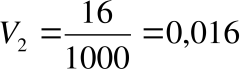 V₂ = 16/1000 = 0,016